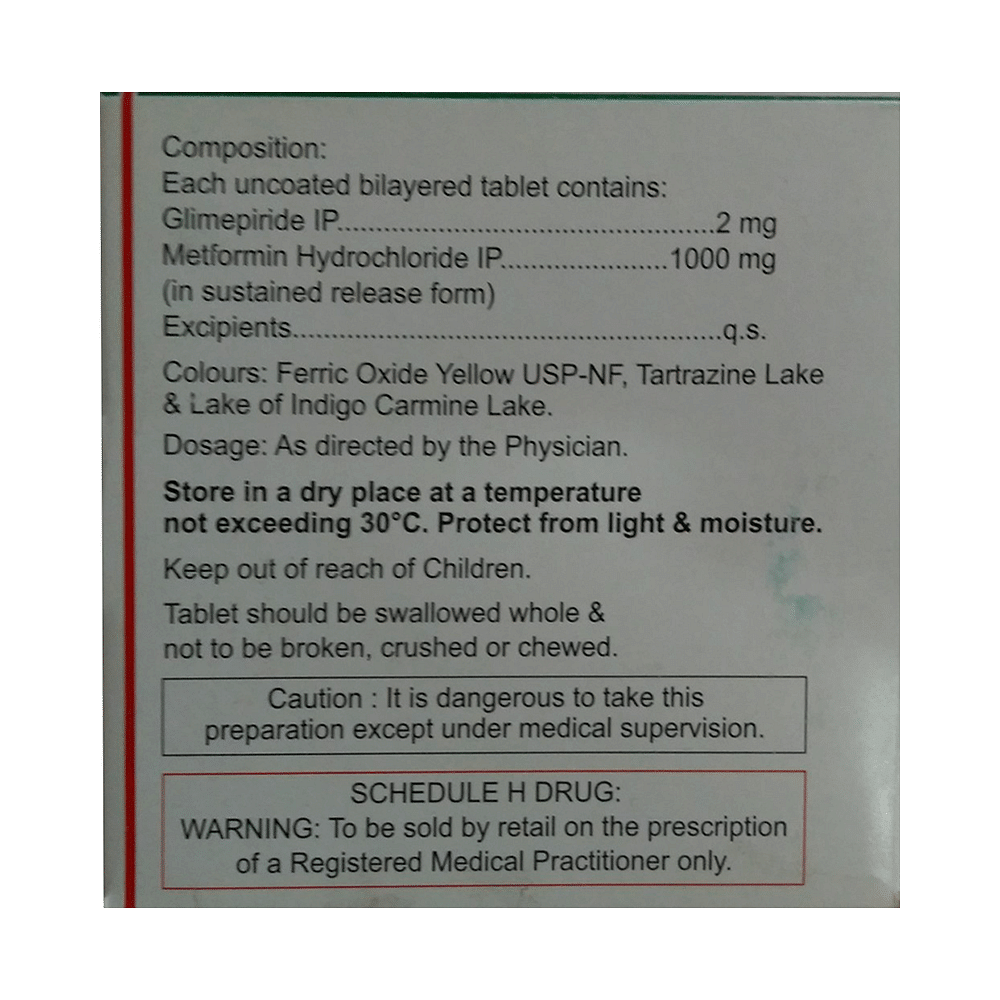 Composition:
Each uncoated bilayered tablet contains:
Glimepiride IP..................................................2 mg
Metformin Hydrochloride IP......................1000 mg
(in sustained release form)
Excipients.........................................................q.s.
Colours: Ferric Oxide Yellow USP-NF, Tartrazine Lake
& Lake of Indigo Carmine Lake.
Dosage: As directed by the Physician.
Store in a dry place at a temperature
not exceeding 30°C. Protect from light & moisture.
Keep out of reach of Children.
Tablet should be swallowed whole &
not to be broken, crushed or chewed.
Caution : It is dangerous to take this
preparation except under medical supervision.
SCHEDULE H DRUG:
WARNING: To be sold by retail on the prescription
of a Registered Medical Practitioner only.